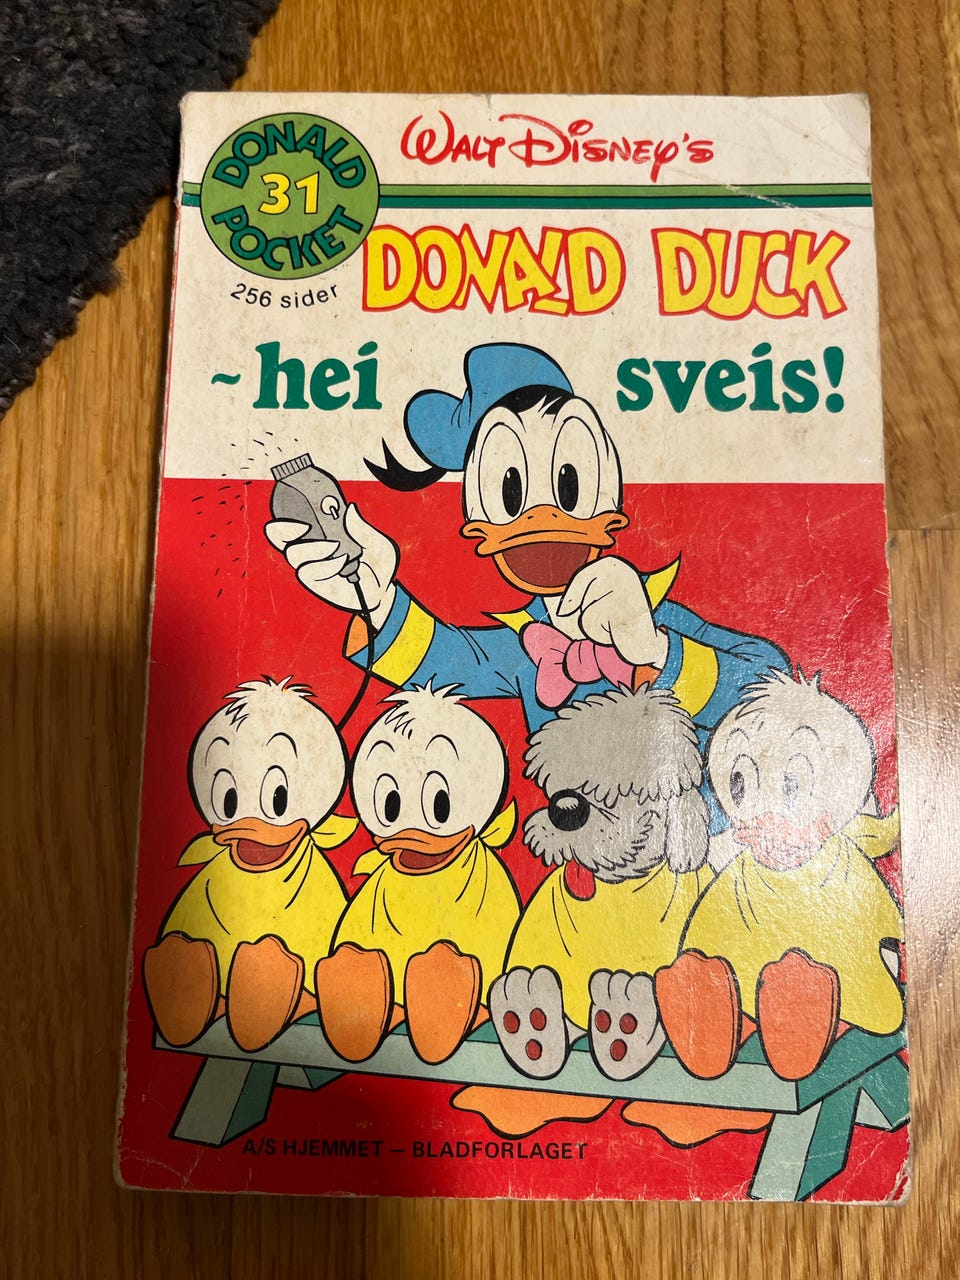 DONALD
31
POCKET
256 sider
WALT DISNEY'S
DONALD DUCK
~hei sveis!
A/S HJEMMET – BLADFORLAGET